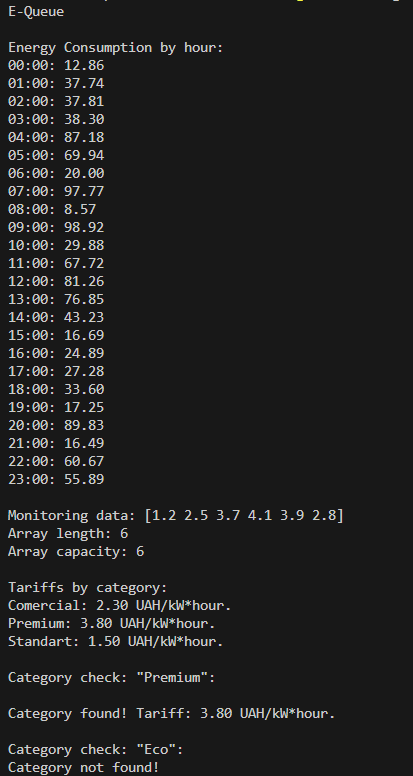 E-Queue
Energy Consumption by hour:
00:00: 12.86
01:00: 37.74
02:00: 37.81
03:00: 38.30
04:00: 87.18
05:00: 69.94
06:00: 20.00
07:00: 97.77
08:00: 8.57
09:00: 98.92
10:00: 29.88
11:00: 67.72
12:00: 81.26
13:00: 76.85
14:00: 43.23
15:00: 16.69
16:00: 24.89
17:00: 27.28
18:00: 33.60
19:00: 17.25
20:00: 89.83
21:00: 16.49
22:00: 60.67
23:00: 55.89
Monitoring data: [1.2 2.5 3.7 4.1 3.9 2.8]
Array length: 6
Array capacity: 6
Tariffs by category:
Comercial: 2.30 UAH/kW*hour.
Premium: 3.80 UAH/kW*hour.
Standart: 1.50 UAH/kW*hour.
Category check: "Premium":
Category found! Tariff: 3.80 UAH/kW*hour.
Category check: "Eco":
Category not found!